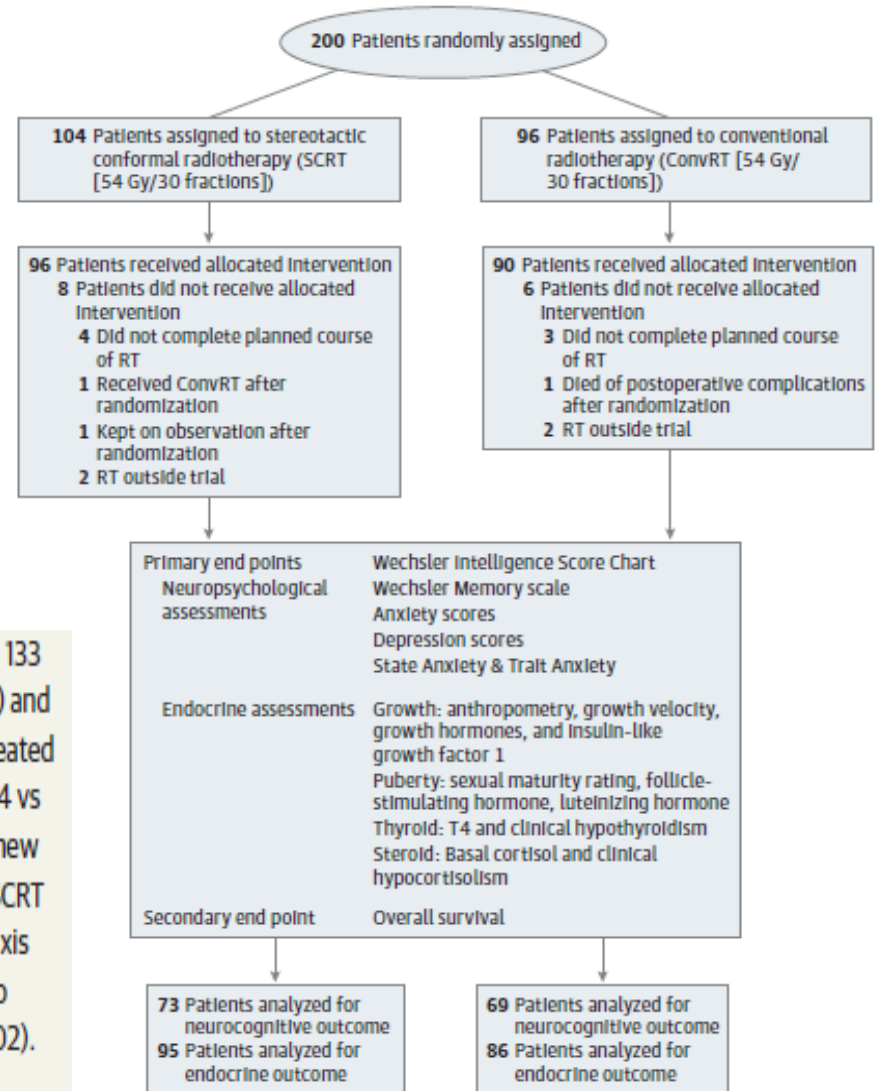 200 Patients randomly assigned
104 Patients assigned to stereotactic
conformal radiotherapy (SCRT
[54 Gy/30 fractions])
96 Patients assigned to conventional
radiotherapy (ConvRT [54 Gy/
30 fractions])
96 Patients received allocated intervention
8 Patients did not receive allocated
intervention
4 Did not complete planned course
of RT
1 Received ConvRT after
randomization
1 Kept on observation after
randomization
2 RT outside trial
90 Patients received allocated intervention
6 Patients did not receive allocated
intervention
3 Did not complete planned course
of RT
1 Died of postoperative complications
after randomization
2 RT outside trial
Primary end points
Neuropsychological
assessments
Wechsler Intelligence Score Chart
Wechsler Memory scale
Anxiety scores
Depression scores
State Anxiety & Trait Anxiety
Endocrine assessments
Growth: anthropometry, growth velocity,
growth hormones, and insulin-like
growth factor 1
Puberty: sexual maturity rating, follicle-
stimulating hormone, luteinizing hormone
Thyroid: T4 and clinical hypothyroidism
Steroid: Basal cortisol and clinical
hypocortisolism
Secondary end point
Overall survival
73 Patients analyzed for
neurocognitive outcome
95 Patients analyzed for
endocrine outcome
69 Patients analyzed for
neurocognitive outcome
86 Patients analyzed for
endocrine outcome
133
) and
eated
4 vs
new
SCRT
xis
02).